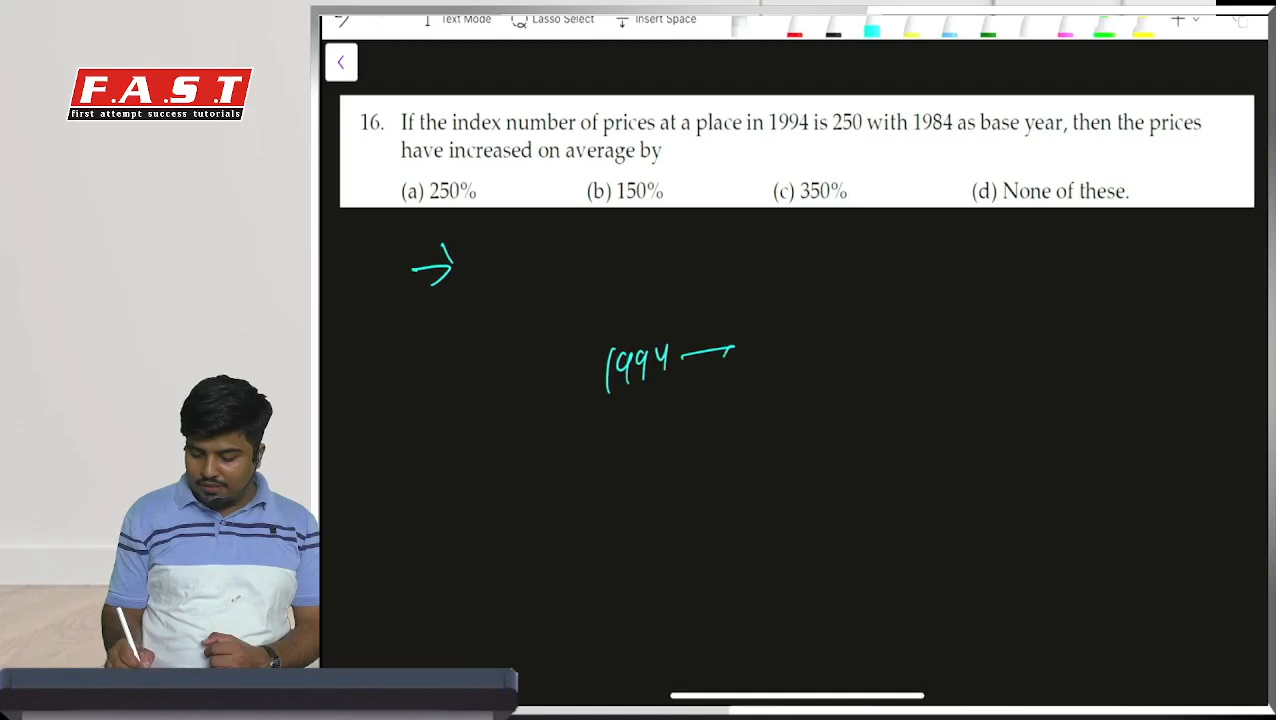 F.A.S.T
first attempt success tutorials
Text Mode
Lasso Select
Insert Space
16. If the index number of prices at a place in 1994 is 250 with 1984 as base year, then the prices
have increased on average by
(a) 250% (b) 150% (c) 350% (d) None of these.
1994